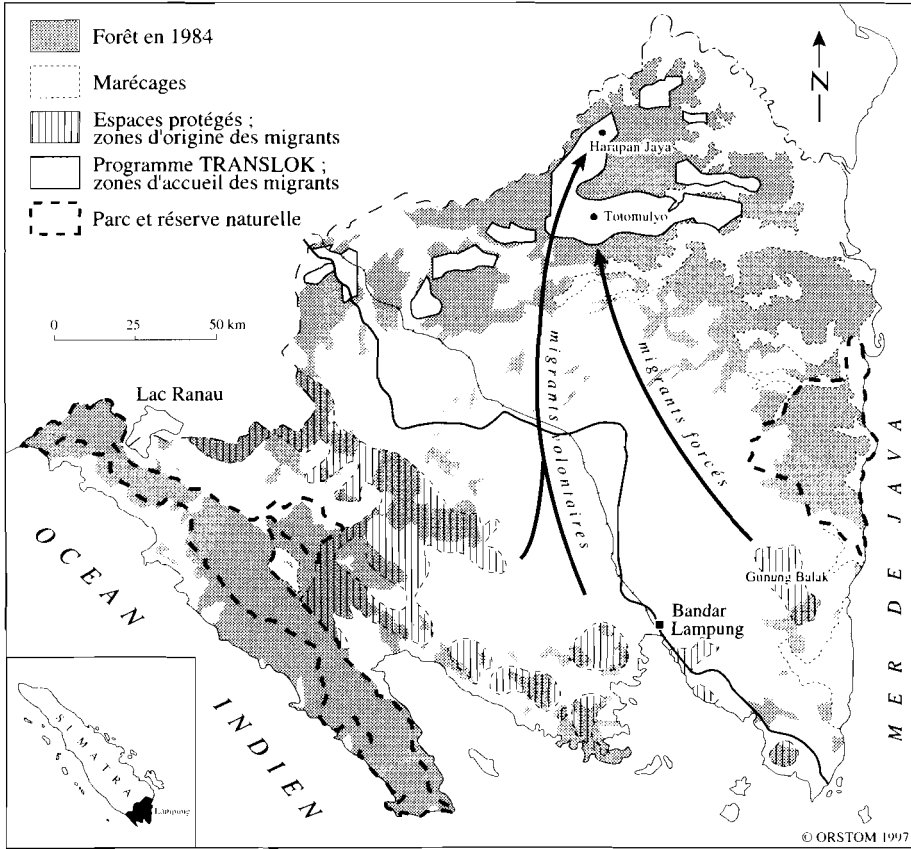 Forêt en 1984
Marécages
Espaces protégés ;
zones d'origine des migrants
Programme TRANSLOK ;
zones d'accueil des migrants
Parc et réserve naturelle
0 25 50 km
N
Harapan Jaya
Totomulyo
migrants volontaires
migrants forcés
Lac Ranau
Gunung Balak
Bandar
Lampung
OCEAN
INDIEN
MER DE JAVA
SUMATRA
Lampung
© ORSTOM 1997